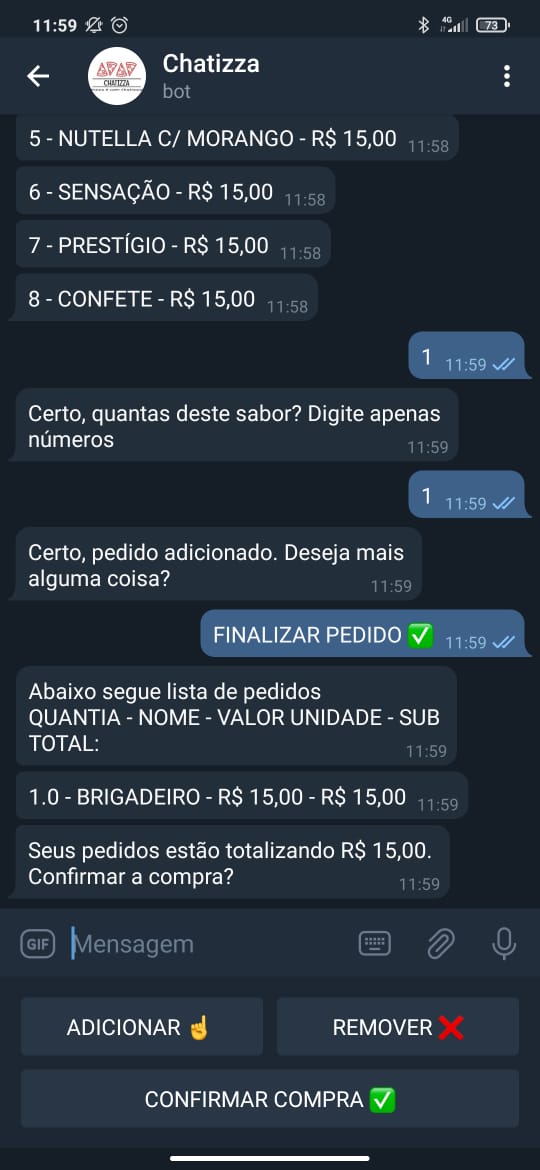 11:59
4G
73
Chatizza
CHATIZZA
bot
5 - NUTELLA C/ MORANGO - R$ 15,00 11:58
6 - SENSAÇÃO - R$ 15,00 11:58
7 - PRESTÍGIO - R$ 15,00 11:58
8 - CONFETE - R$ 15,00 11:58
1 11:59
Certo, quantas deste sabor? Digite apenas
números 11:59
1 11:59
Certo, pedido adicionado. Deseja mais
alguma coisa? 11:59
FINALIZAR PEDIDO ✅ 11:59
Abaixo segue lista de pedidos
QUANTIA - NOME - VALOR UNIDADE - SUB
TOTAL: 11:59
1.0 - BRIGADEIRO - R$ 15,00 - R$ 15,00 11:59
Seus pedidos estão totalizando R$ 15,00.
Confirmar a compra? 11:59
GIF Mensagem
ADICIONAR ☝️ REMOVER ❌
CONFIRMAR COMPRA ✅